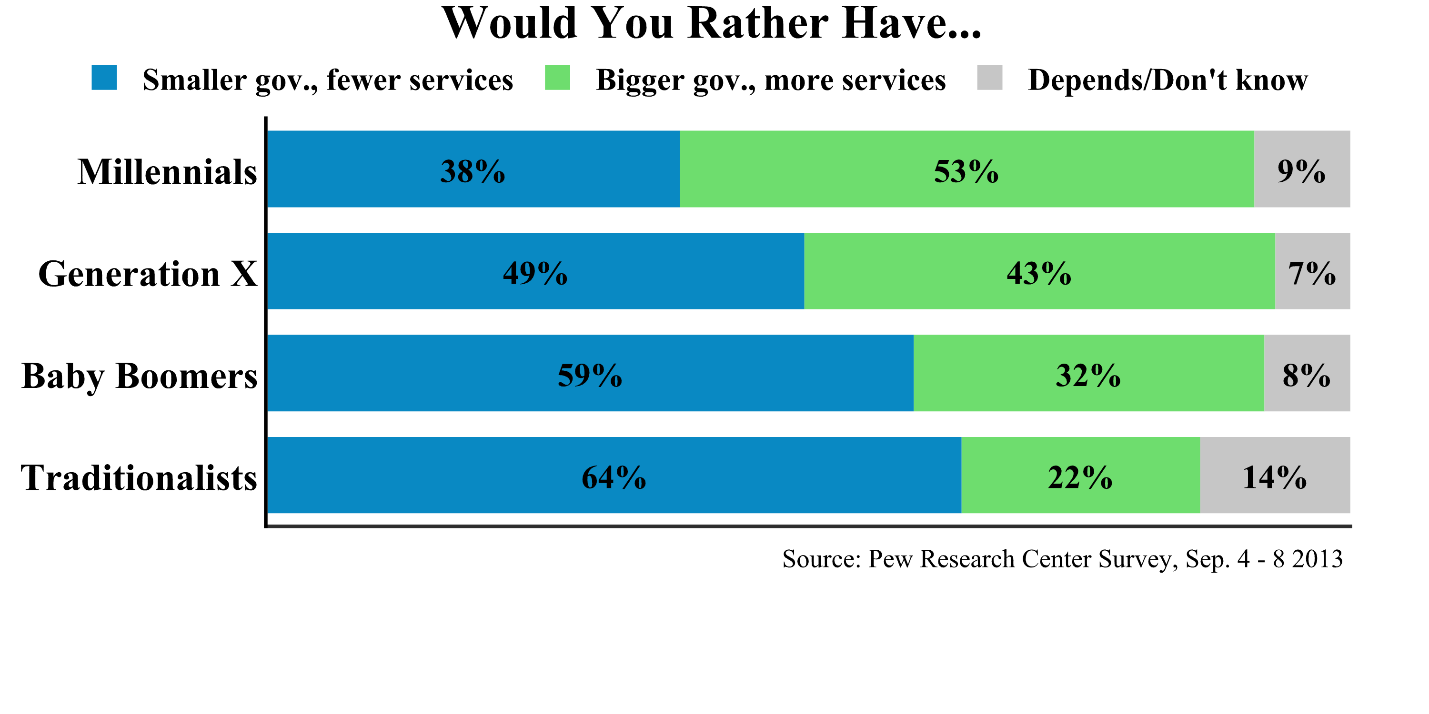 Would You Rather Have...
Smaller gov., fewer services Bigger gov., more services Depends/Don't know
Millennials 38% 53% 9%
Generation X 49% 43% 7%
Baby Boomers 59% 32% 8%
Traditionalists 64% 22% 14%
Source: Pew Research Center Survey, Sep. 4 - 8 2013